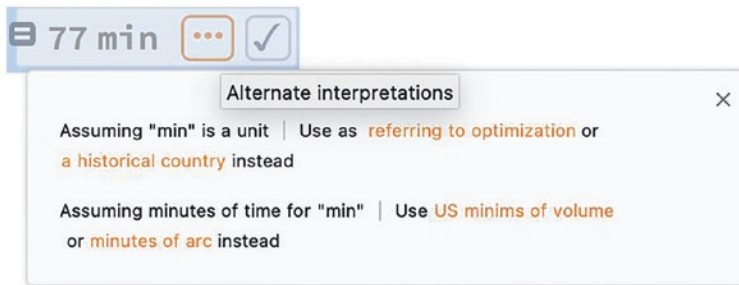 77 min
Alternate interpretations
Assuming "min" is a unit | Use as referring to optimization or
a historical country instead
Assuming minutes of time for "min" | Use US minims of volume
or minutes of arc instead